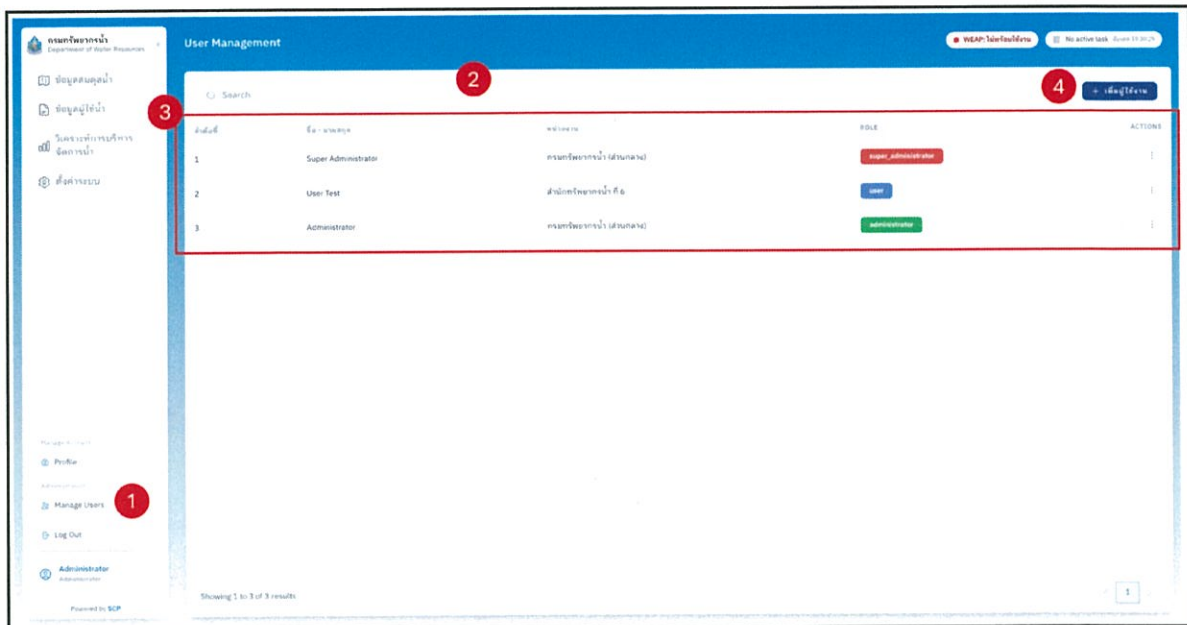 กรมทรัพยากรน้ำ
Department of Water Resources
ข้อมูลสมดุลน้ำ
ข้อมูลผู้ใช้น้ำ
วิเคราะห์การบริหาร
จัดการน้ำ
ตั้งค่าระบบ
Manage Account
Profile
Administration
Manage Users
1
Log Out
Administrator
Administrator
Powered by SCP
User Management
WEAP: ไม่พร้อมใช้งาน
No active task
2
Search
4
+ เพิ่มผู้ใช้งาน
3
ลำดับที่ ชื่อ - นามสกุล หน่วยงาน ROLE ACTIONS
1 Super Administrator กรมทรัพยากรน้ำ (ส่วนกลาง) super_administrator
2 User Test สำนักทรัพยากรน้ำ ที่ 6 user
3 Administrator กรมทรัพยากรน้ำ (ส่วนกลาง) administrator
Showing 1 to 3 of 3 results
1